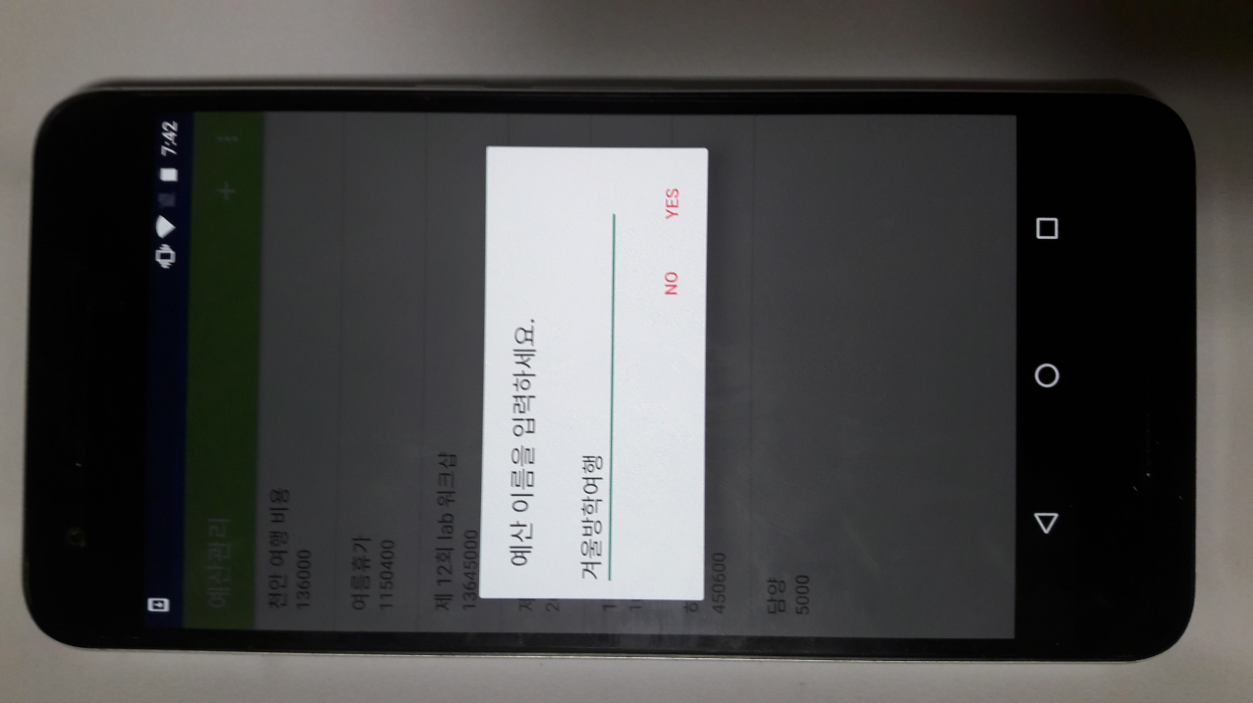 7:42
예산관리
천안 여행 비용
136000
여름휴가
1150400
제 12회 lab 워크샵
13645000
예산 이름을 입력하세요.
겨울방학여행
NO YES
450600
담양
5000